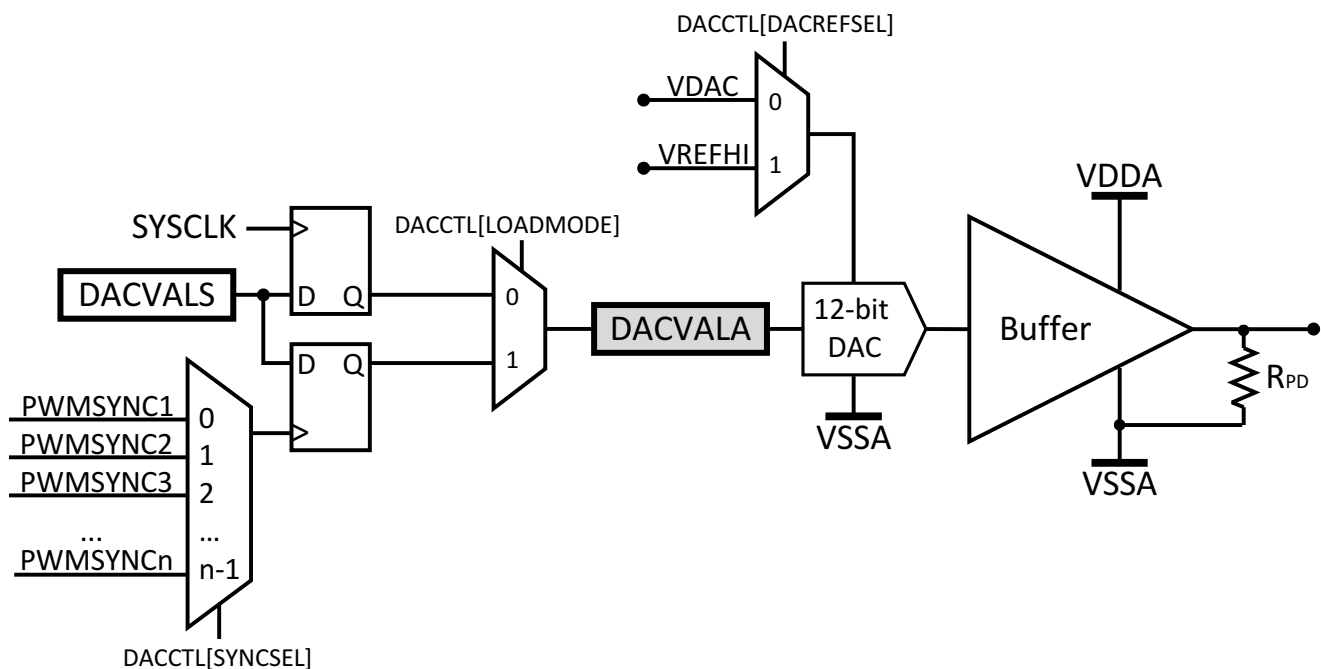 DACCTL[DACREFSEL]
VDAC
0
VREFHI
1
VDDA
SYSCLK
DACCTL[LOADMODE]
DACVALS
D Q
0
DACVALA
12-bit
DAC
Buffer
D Q
1
RPD
PWMSYNC1
0
VSSA
PWMSYNC2
1
VSSA
PWMSYNC3
2
...
...
PWMSYNCn
n-1
DACCTL[SYNCSEL]